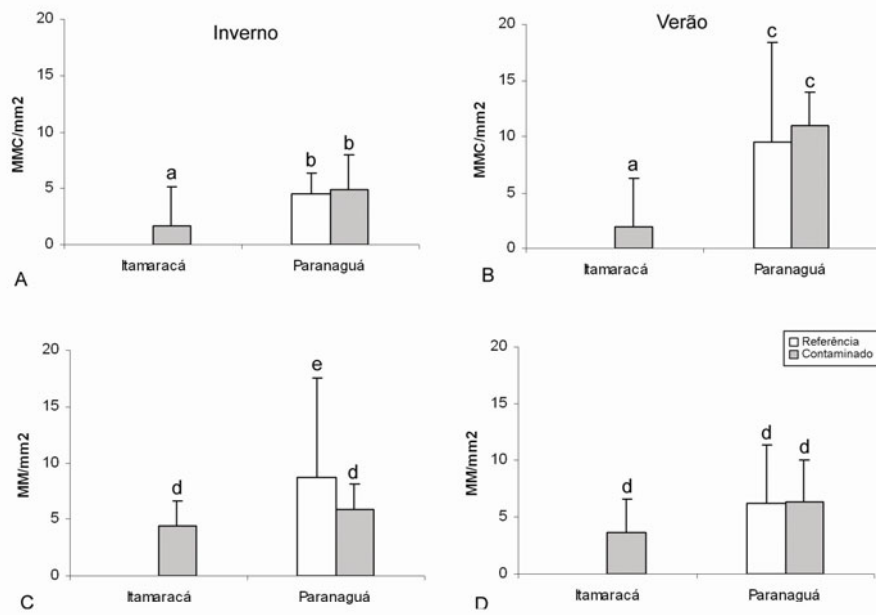 Inverno
20
15
10
5
0
MMC/mm2
a
b
b
Itamaracá
Paranaguá
A
Verão
20
15
10
5
0
MMC/mm2
a
c
c
Itamaracá
Paranaguá
B
20
15
10
5
0
MM/mm2
d
e
d
Itamaracá
Paranaguá
C
20
15
10
5
0
MM/mm2
d
d
d
Referência
Contaminado
Itamaracá
Paranaguá
D